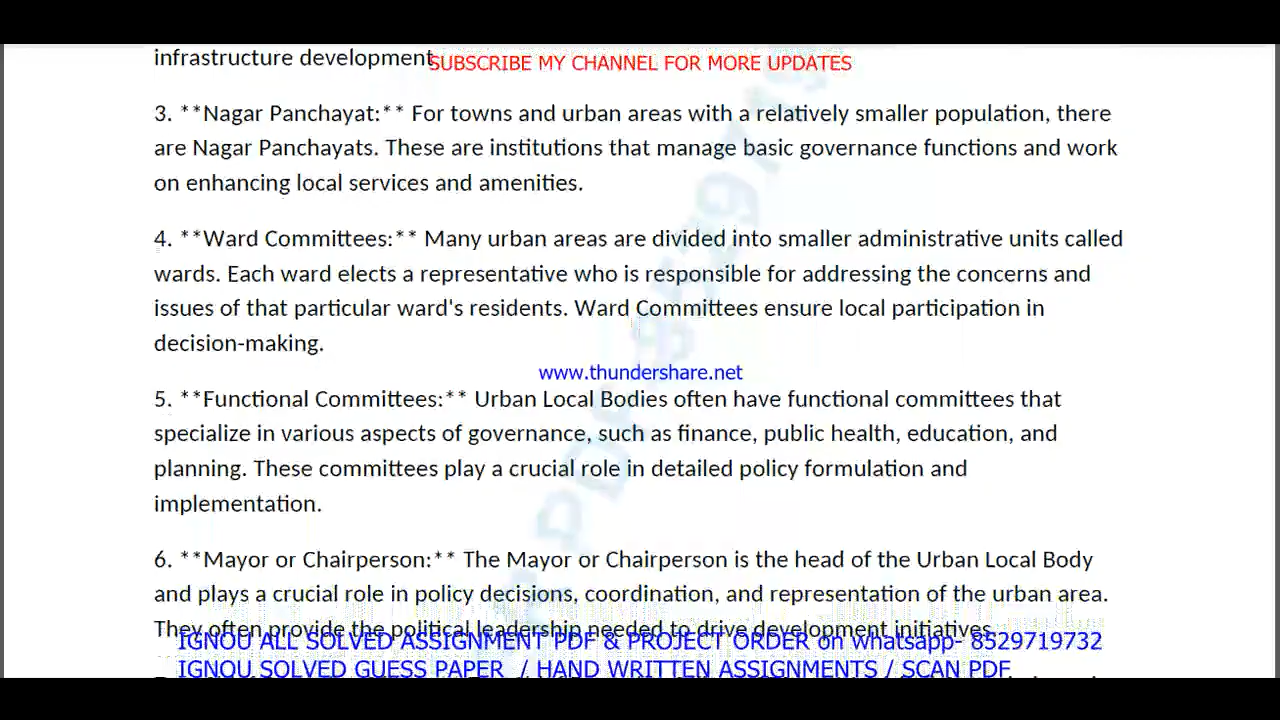 infrastructure development
SUBSCRIBE MY CHANNEL FOR MORE UPDATES
3. **Nagar Panchayat:** For towns and urban areas with a relatively smaller population, there
are Nagar Panchayats. These are institutions that manage basic governance functions and work
on enhancing local services and amenities.
4. **Ward Committees:** Many urban areas are divided into smaller administrative units called
wards. Each ward elects a representative who is responsible for addressing the concerns and
issues of that particular ward's residents. Ward Committees ensure local participation in
decision-making.
www.thundershare.net
5. **Functional Committees:** Urban Local Bodies often have functional committees that
specialize in various aspects of governance, such as finance, public health, education, and
planning. These committees play a crucial role in detailed policy formulation and
implementation.
6. **Mayor or Chairperson:** The Mayor or Chairperson is the head of the Urban Local Body
and plays a crucial role in policy decisions, coordination, and representation of the urban area.
They often provide the political leadership needed to drive development initiatives.
IGNOU ALL SOLVED ASSIGNMENT PDF & PROJECT ORDER on whatsapp- 8529719732
IGNOU SOLVED GUESS PAPER / HAND WRITTEN ASSIGNMENTS / SCAN PDF